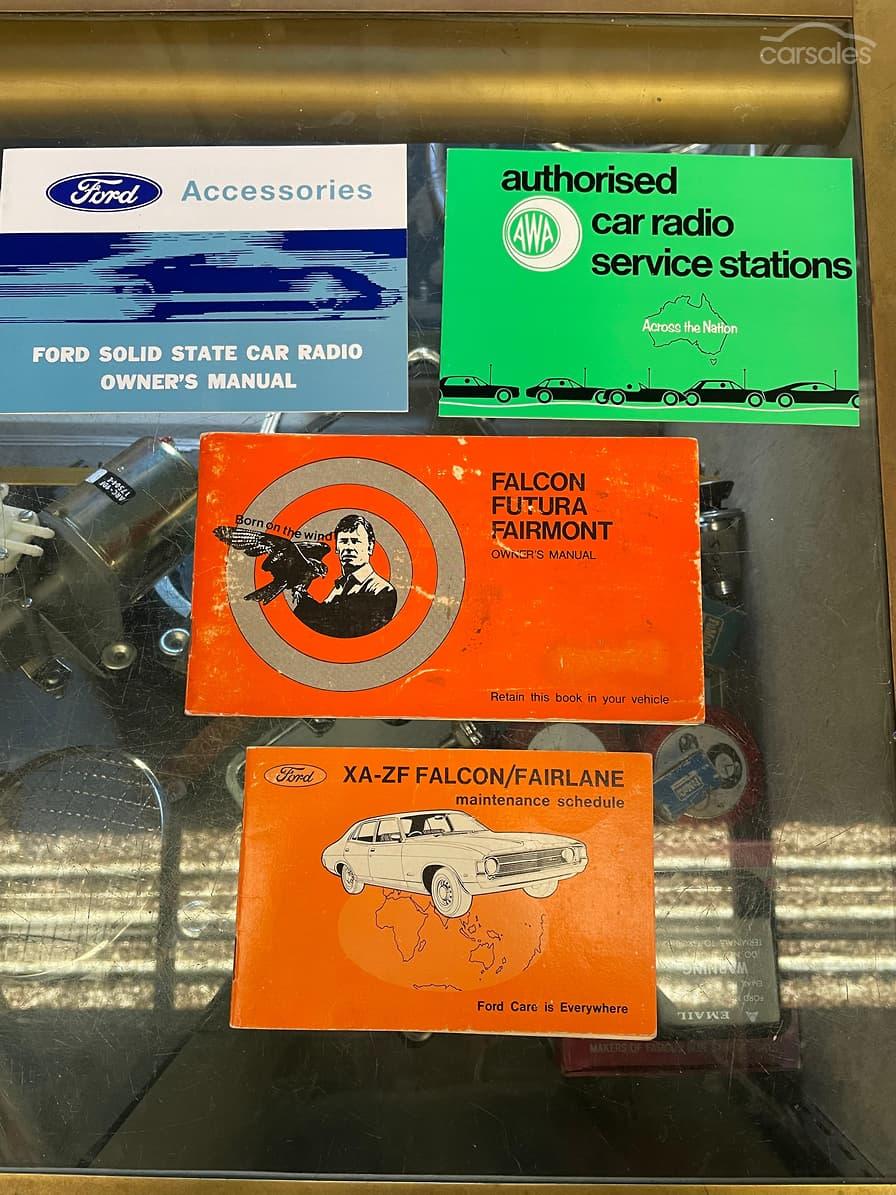 carsales
Ford Accessories
FORD SOLID STATE CAR RADIO
OWNER'S MANUAL
authorised
AWA
car radio
service stations
Across the Nation
Born on the wind
FALCON
FUTURA
FAIRMONT
OWNER'S MANUAL
Retain this book in your vehicle
Ford
XA-ZF FALCON/FAIRLANE
maintenance schedule
Ford Care is Everywhere
WARNING
EMAIL